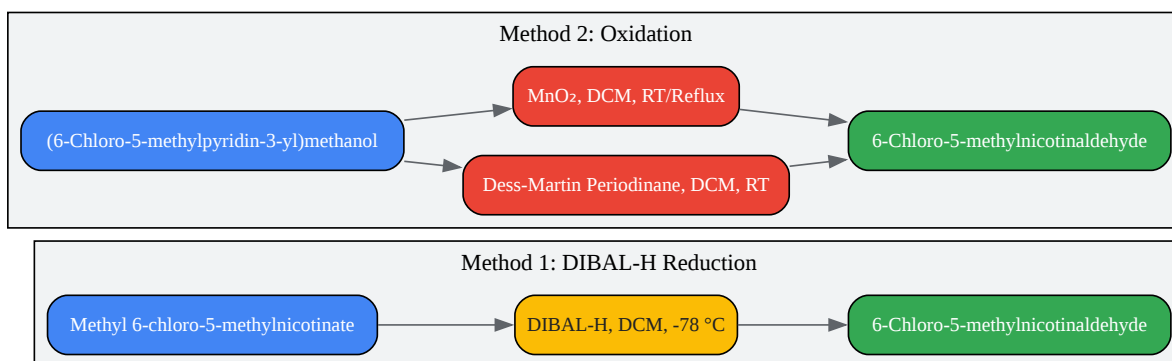 Method 2: Oxidation
MnO₂, DCM, RT/Reflux
(6-Chloro-5-methylpyridin-3-yl)methanol
6-Chloro-5-methylnicotinaldehyde
Dess-Martin Periodinane, DCM, RT
Method 1: DIBAL-H Reduction
Methyl 6-chloro-5-methylnicotinate
DIBAL-H, DCM, -78 °C
6-Chloro-5-methylnicotinaldehyde